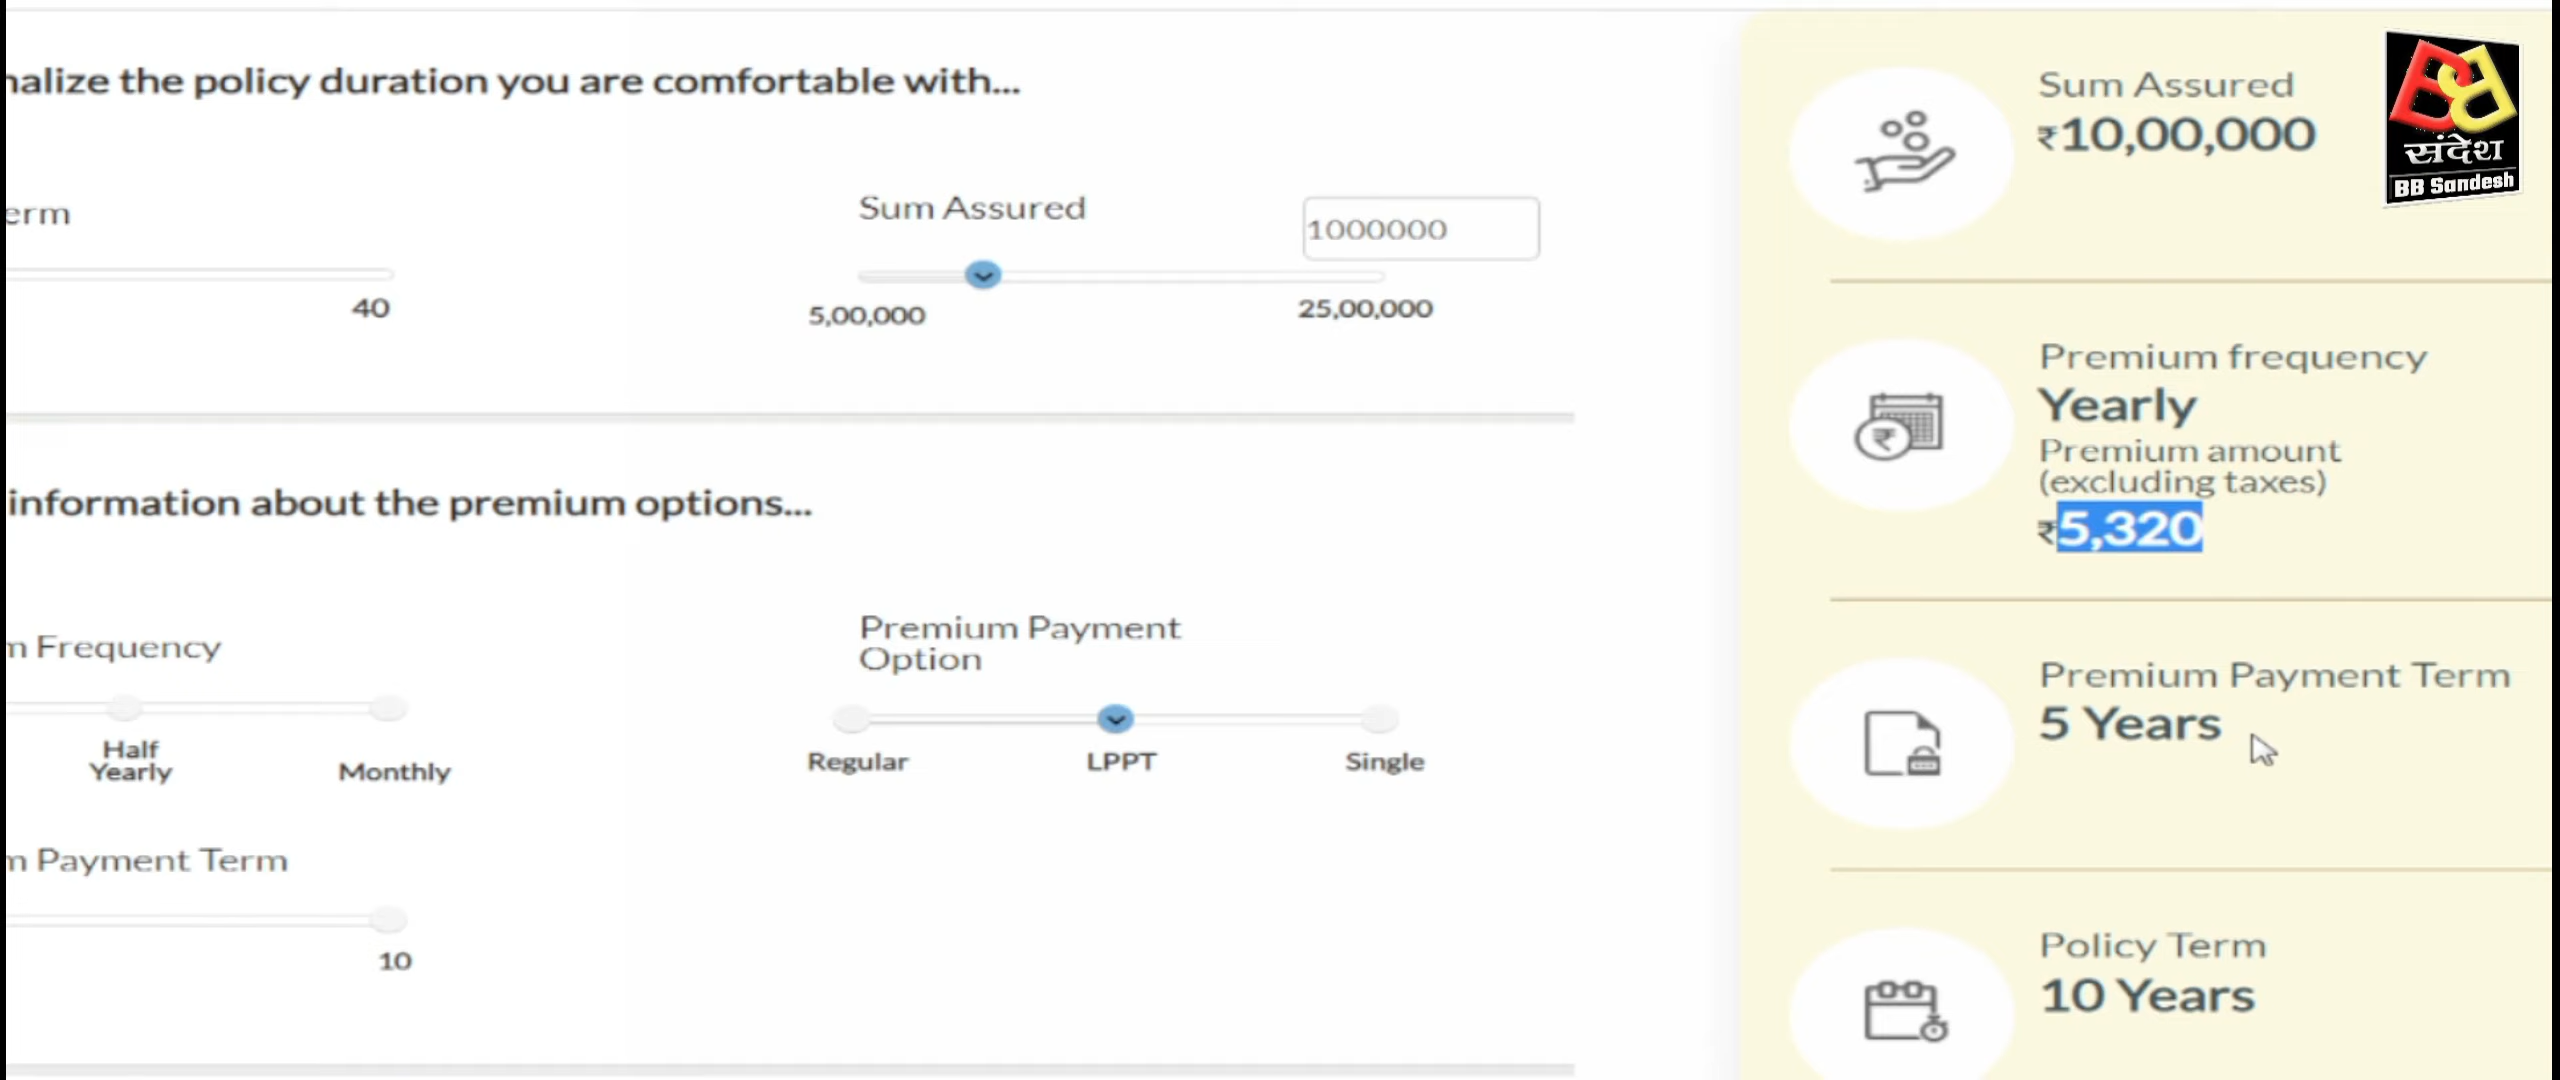 nalize the policy duration you are comfortable with...
erm
40
Sum Assured
1000000
5,00,000
25,00,000
information about the premium options...
m Frequency
Half
Yearly
Monthly
Premium Payment
Option
Regular
LPPT
Single
m Payment Term
10
Sum Assured
₹10,00,000
Premium frequency
Yearly
Premium amount
(excluding taxes)
₹5,320
Premium Payment Term
5 Years
Policy Term
10 Years
BB
संदेश
BB Sandesh